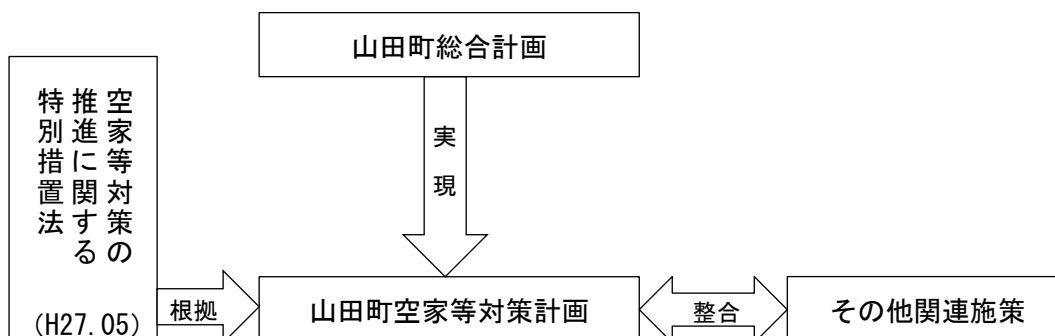 山田町総合計画
空家等対策の
推進に関する
特別措置法
(H27.05)
実現
根拠
山田町空家等対策計画
整合
その他関連施策